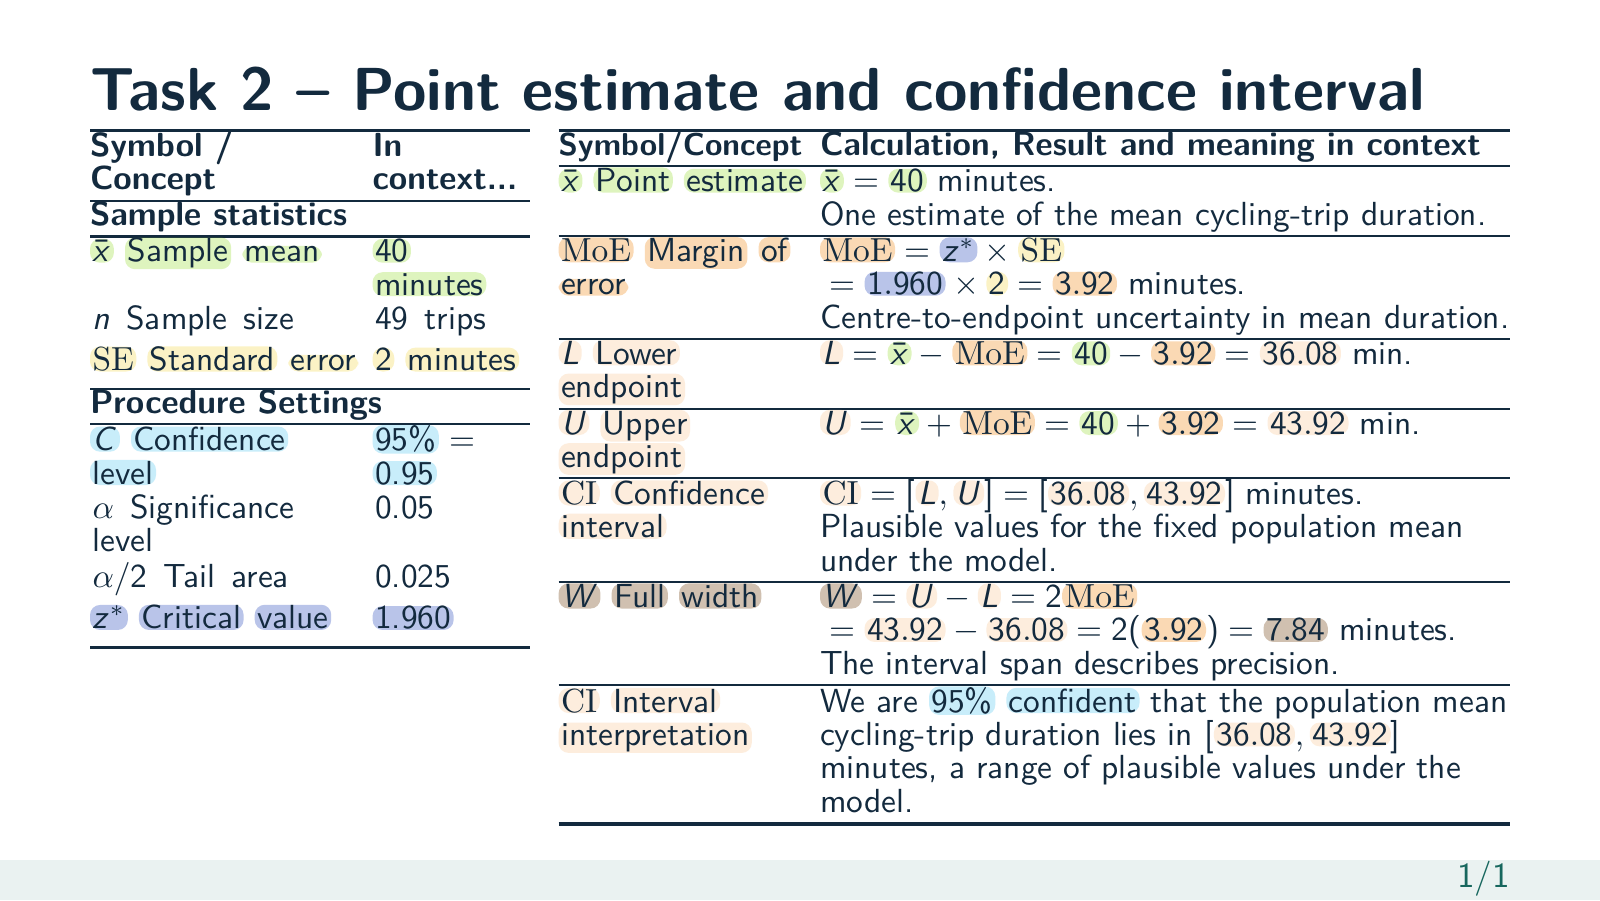 Task 2 – Point estimate and confidence interval
Symbol / Concept
In context...
Sample statistics
x̄ Sample mean
40 minutes
n Sample size
49 trips
SE Standard error
2 minutes
Procedure Settings
C Confidence level
95% = 0.95
α Significance level
0.05
α/2 Tail area
0.025
z* Critical value
1.960
Symbol/Concept
Calculation, Result and meaning in context
x̄ Point estimate
x̄ = 40 minutes.
One estimate of the mean cycling-trip duration.
MoE Margin of error
MoE = z* × SE
= 1.960 × 2 = 3.92 minutes.
Centre-to-endpoint uncertainty in mean duration.
L Lower endpoint
L = x̄ − MoE = 40 − 3.92 = 36.08 min.
U Upper endpoint
U = x̄ + MoE = 40 + 3.92 = 43.92 min.
CI Confidence interval
CI = [L, U] = [36.08, 43.92] minutes.
Plausible values for the fixed population mean
under the model.
W Full width
W = U − L = 2MoE
= 43.92 − 36.08 = 2(3.92) = 7.84 minutes.
The interval span describes precision.
CI Interval interpretation
We are 95% confident that the population mean
cycling-trip duration lies in [36.08, 43.92]
minutes, a range of plausible values under the
model.
1/1